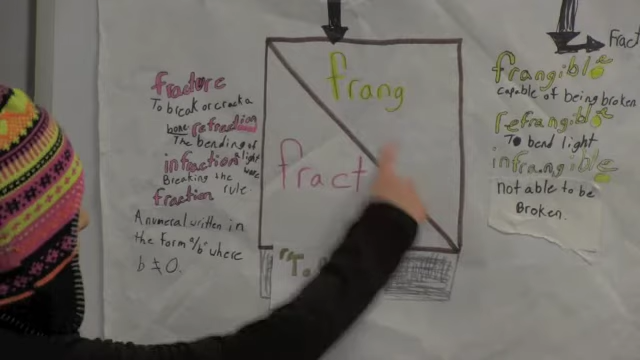 fracture
To break or crack a
bone
refraction
The bending of
light
infraction
Breaking the
rule
fraction
A numeral written in
the form "a/b" where
b ≠ 0.
frang
fract
"T.
Fract
frangible
capable of being broken
refrangible
To bend light
infrangible
not able to be
Broken.